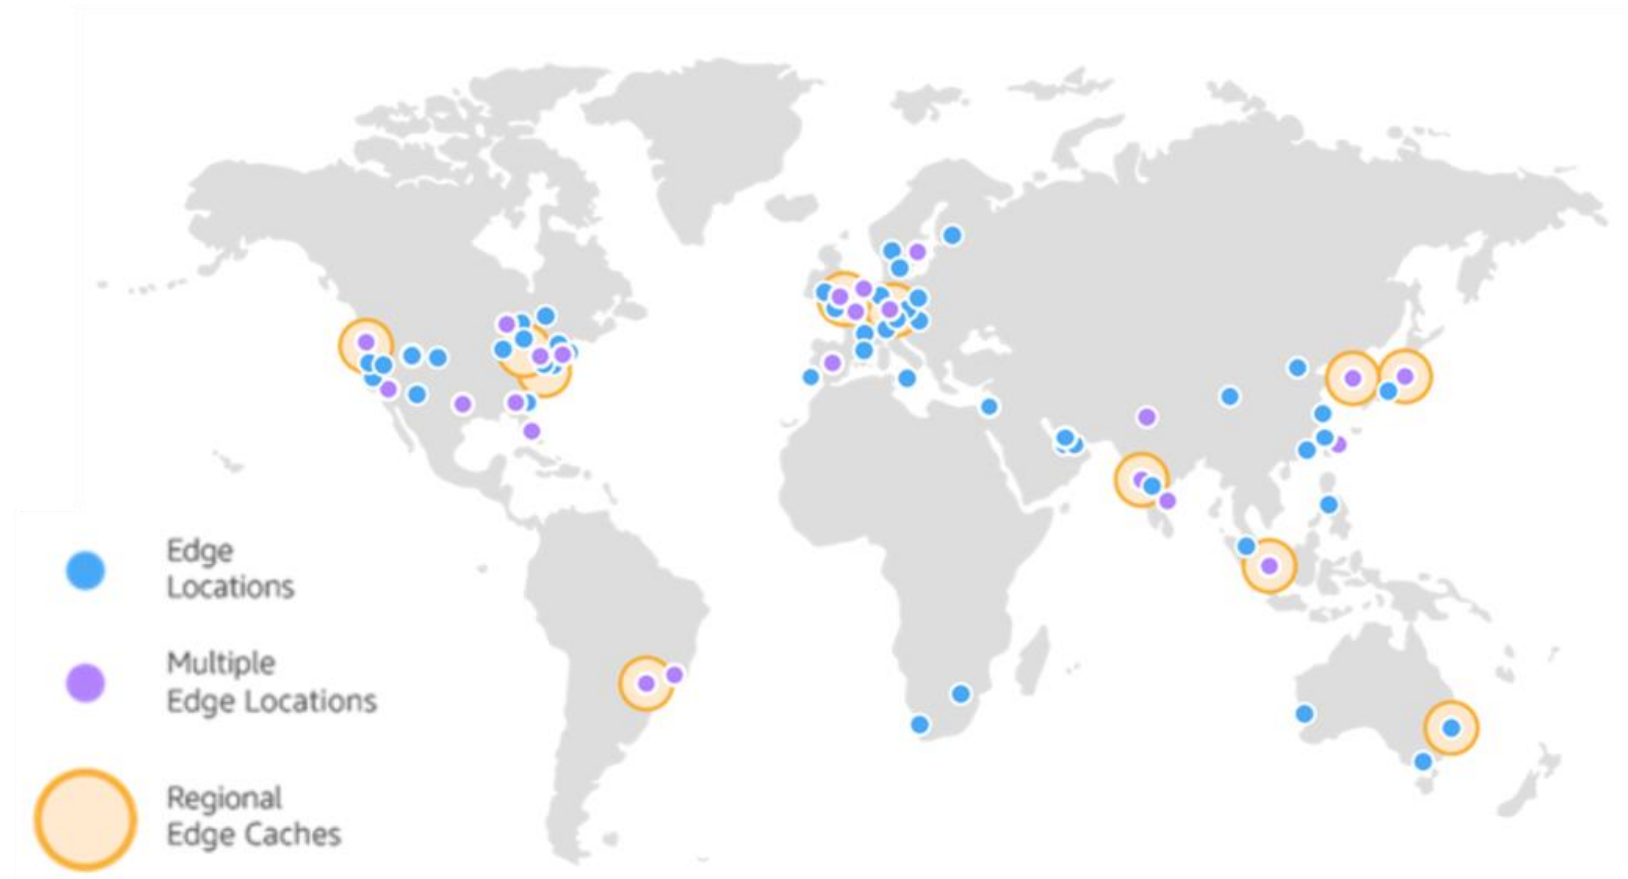 Edge
Locations
Multiple
Edge Locations
Regional
Edge Caches